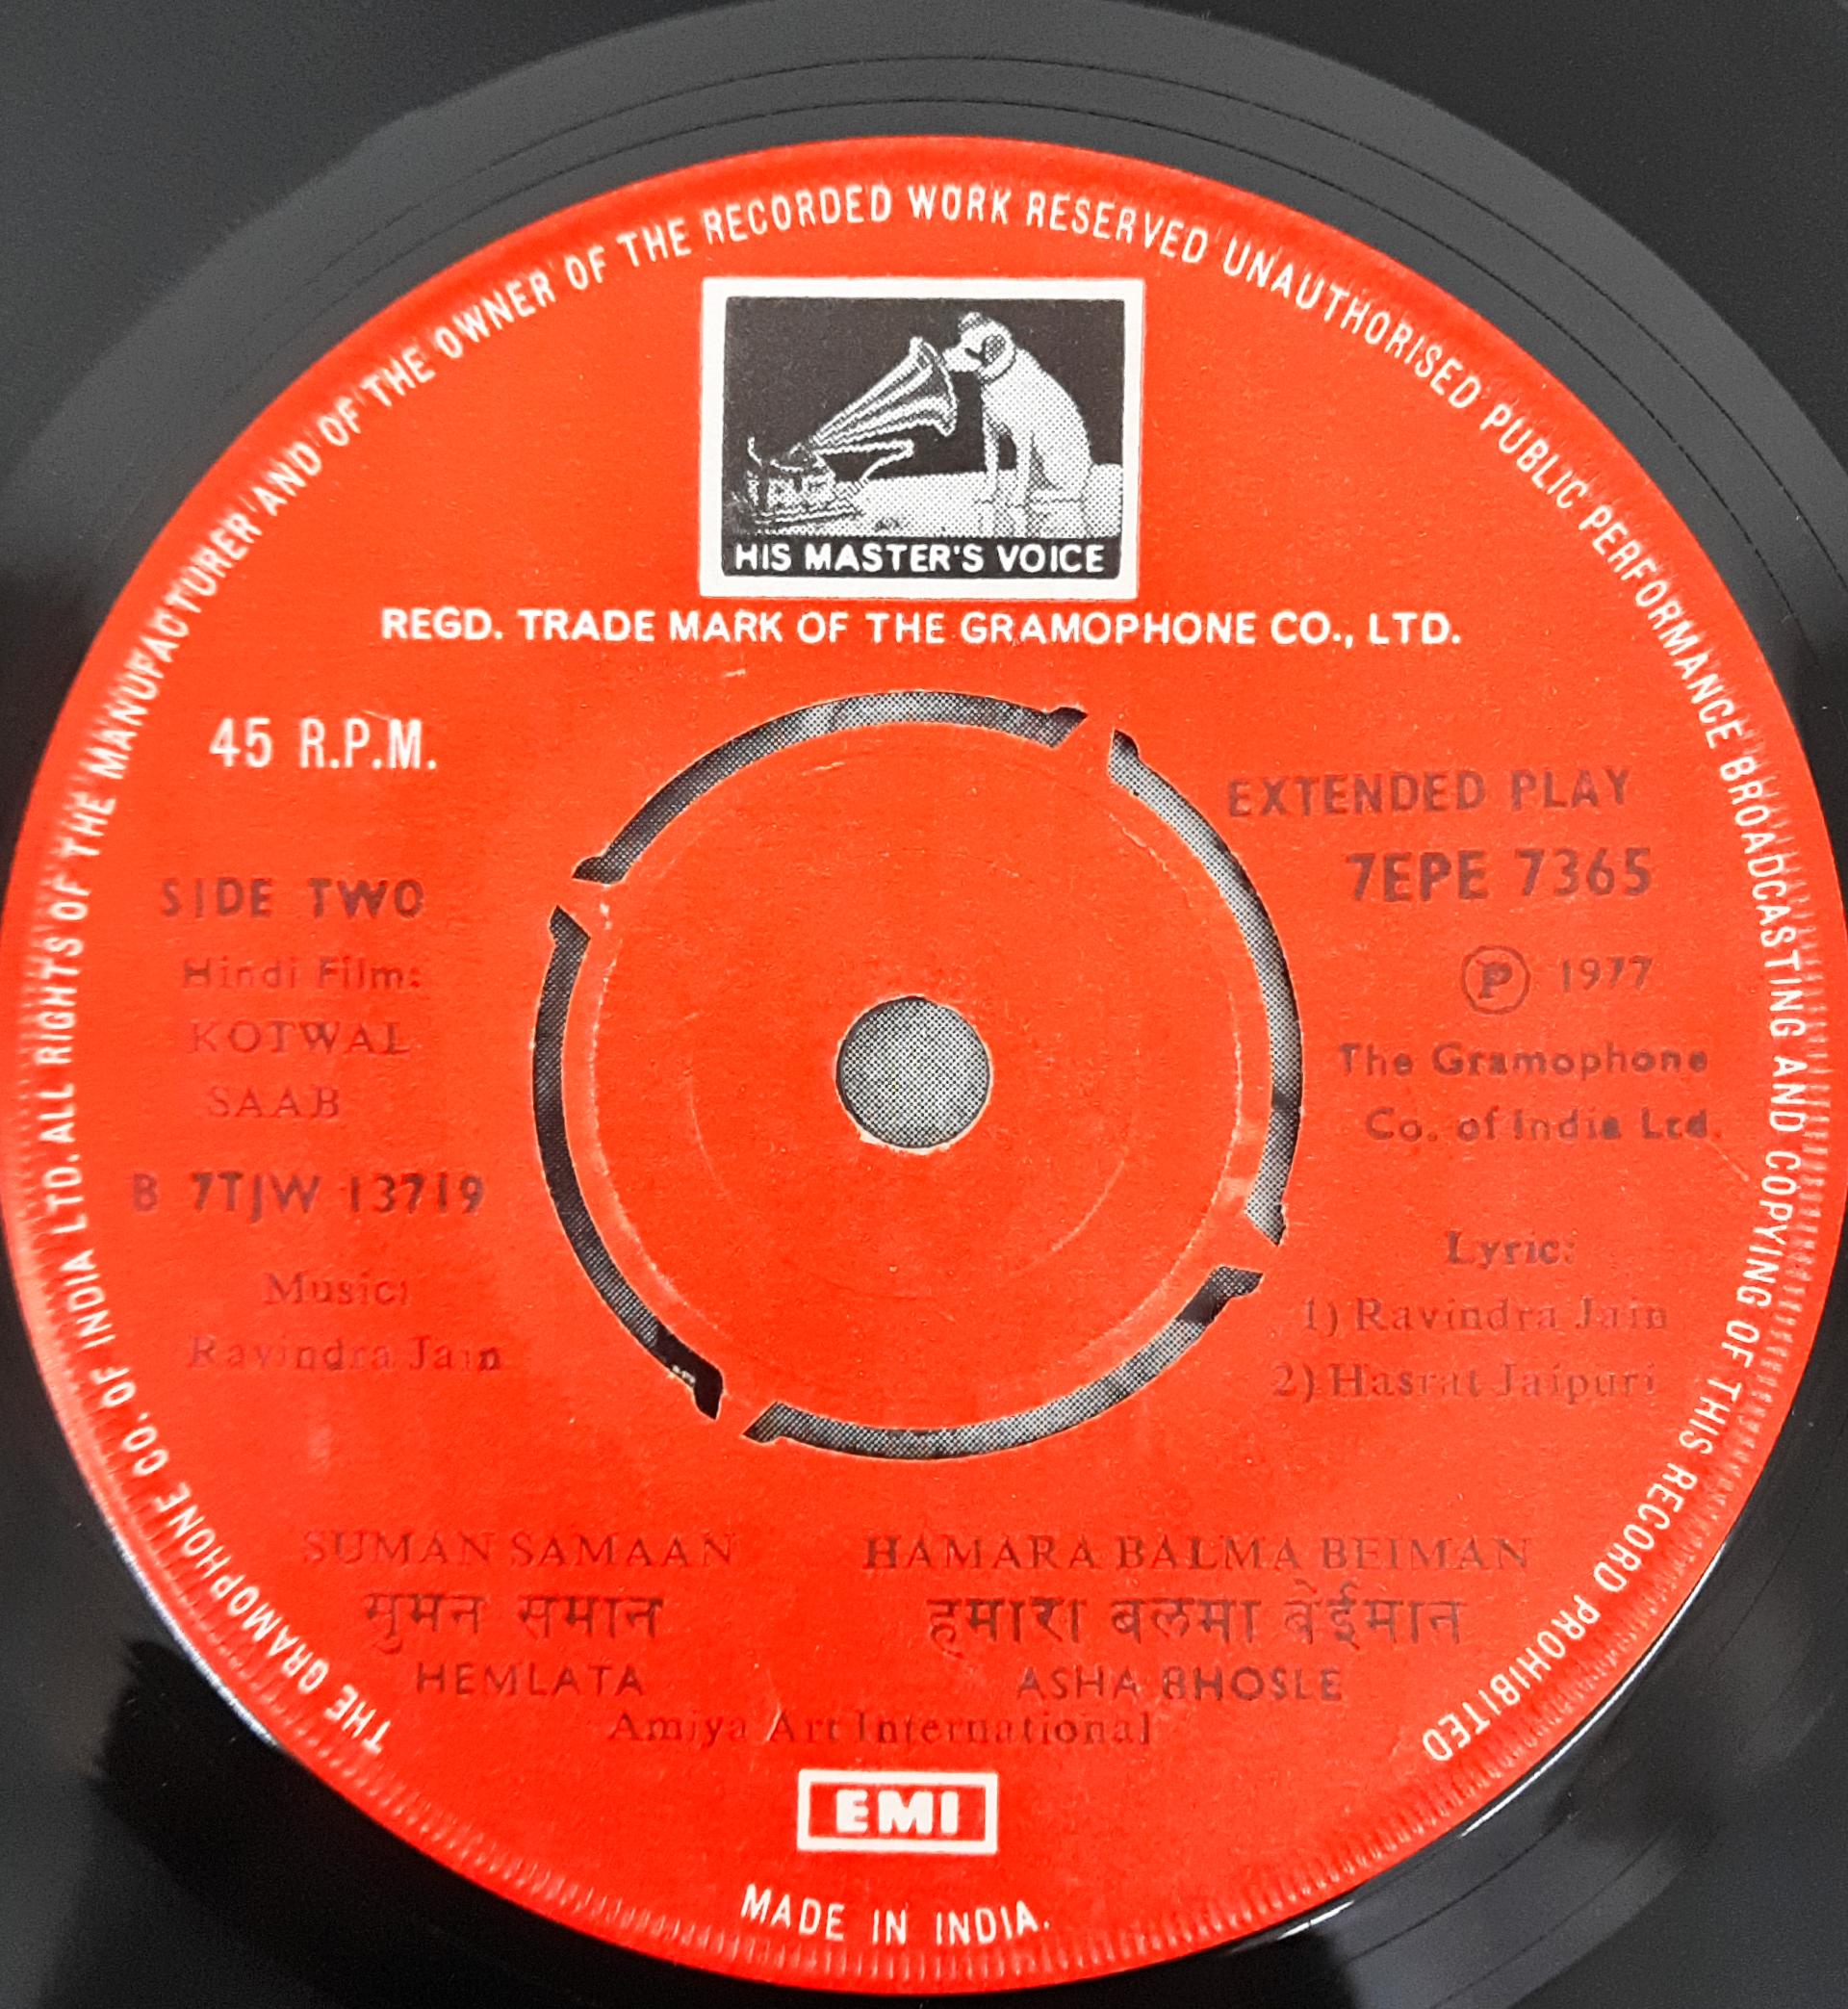 THE GRAMOPHONE CO. OF INDIA LTD. ALL RIGHTS OF THE MANUFACTURER AND OF THE OWNER OF THE RECORDED WORK RESERVED UNAUTHORISED PUBLIC PERFORMANCE BROADCASTING AND COPYING OF THIS RECORD PROHIBITED
HIS MASTER'S VOICE
REGD. TRADE MARK OF THE GRAMOPHONE CO., LTD.
45 R.P.M.
SIDE TWO
Hindi Film:
KOTWAL
SAAB
B 7TJW 13719
Music:
Ravindra Jain
EXTENDED PLAY
7EPE 7365
Ⓟ 1977
The Gramophone
Co. of India Ltd.
Lyric:
1) Ravindra Jain
2) Hasrat Jaipuri
SUMAN SAMAAN
सुमन समान
HEMLATA
HAMARA BALMA BEIMAN
हमारा बलमा बेईमान
ASHA BHOSLE
Amiya Art International
EMI
MADE IN INDIA.